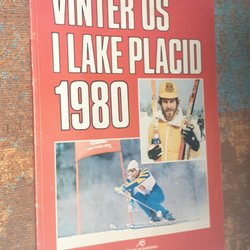 VINTER OS
I LAKE PLACID
1980